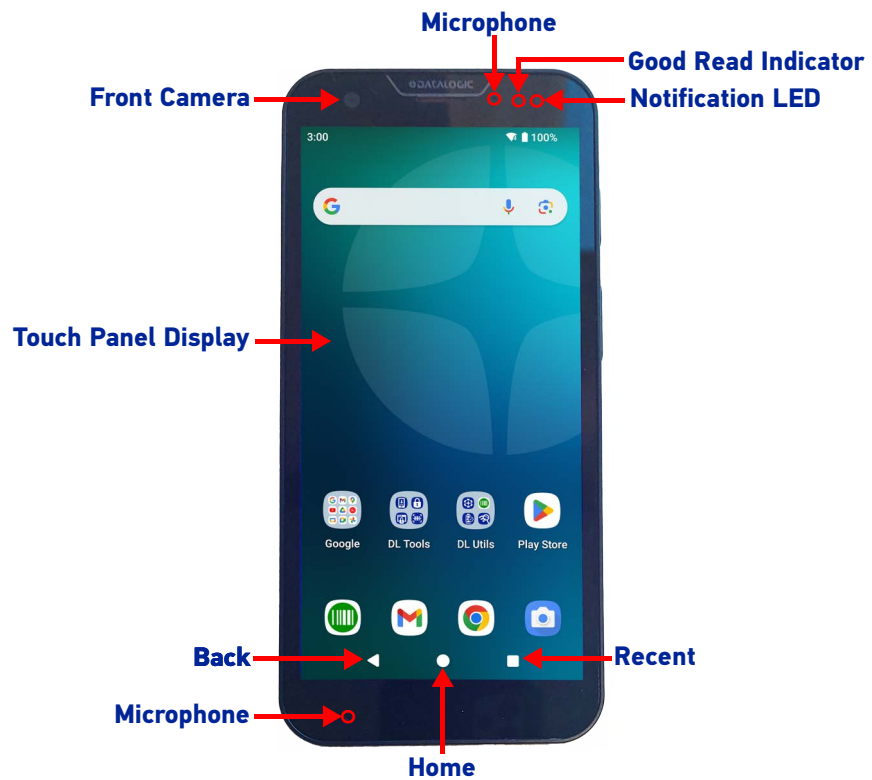 Microphone
Good Read Indicator
Front Camera
Notification LED
DATALOGIC
3:00
100%
Touch Panel Display
Google
DL Tools
DL Utils
Play Store
Back
Recent
Microphone
Home